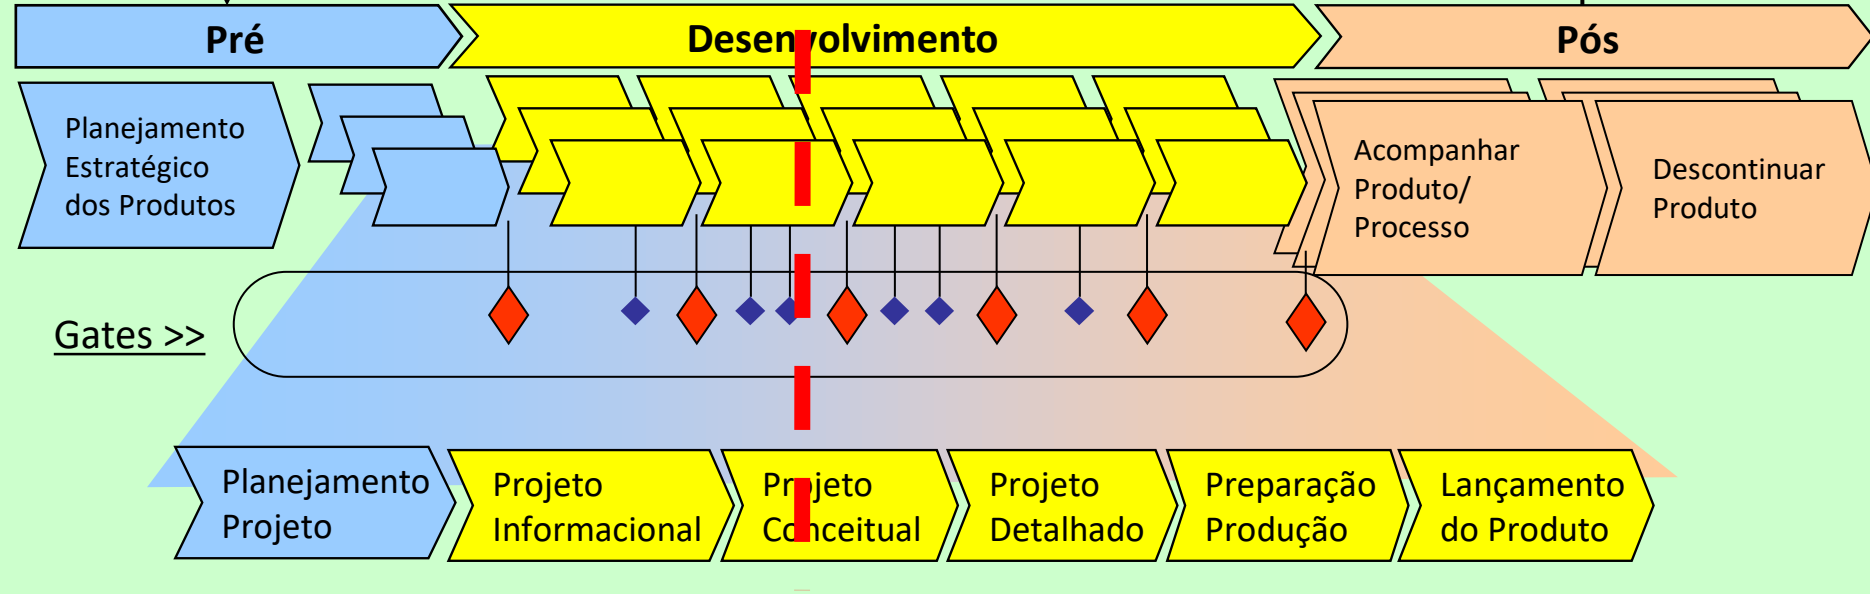 Pré
Desenvolvimento
Pós
Planejamento
Estratégico
dos Produtos
Acompanhar
Produto/
Processo
Descontinuar
Produto
Gates >>
Planejamento
Projeto
Projeto
Informacional
Projeto
Conceitual
Projeto
Detalhado
Preparação
Produção
Lançamento
do Produto